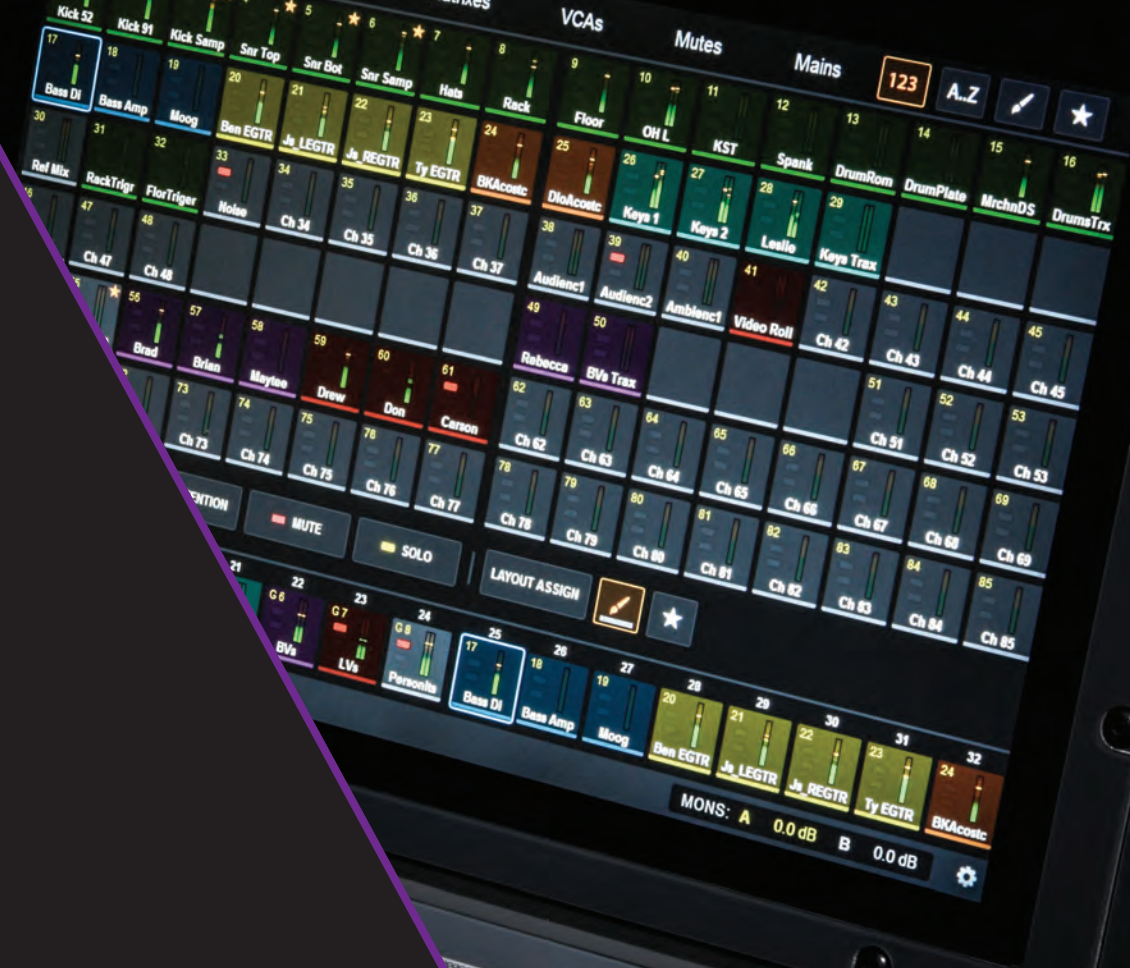 VCAs
Mutes
Mains
123
A..Z
Kick 52
Kick 91
Kick Samp
Snr Top
5
Snr Bot
6
Snr Samp
7
Hats
8
Rack
9
Floor
10
OH L
11
KST
12
Spank
13
DrumRom
14
DrumPlate
15
MrchnDS
16
DrumsTrx
17
Bass DI
18
Bass Amp
19
Moog
20
Ben EGTR
21
Js_LEGTR
22
Js_REGTR
23
Ty EGTR
24
BKAcostc
25
DloAcostc
26
Keys 1
27
Keys 2
28
Leslie
29
Keys Trax
30
Ref Mix
31
RackTrigr
32
FlorTriger
33
Noise
34
Ch 34
35
Ch 35
36
Ch 36
37
Ch 37
38
Audienc1
39
Audienc2
40
Ambienc1
41
Video Roll
42
Ch 42
43
Ch 43
44
Ch 44
45
Ch 45
47
Ch 47
48
Ch 48
49
Rebecca
50
BVs Trax
51
Ch 51
52
Ch 52
53
Ch 53
56
Brad
57
Brian
58
Maytee
59
Drew
60
Don
61
Carson
62
Ch 62
63
Ch 63
64
Ch 64
65
Ch 65
66
Ch 66
67
Ch 67
68
Ch 68
69
Ch 69
73
Ch 73
74
Ch 74
75
Ch 75
76
Ch 76
77
Ch 77
78
Ch 78
79
Ch 79
80
Ch 80
81
Ch 81
82
Ch 82
83
Ch 83
84
Ch 84
85
Ch 85
MUTE
SOLO
LAYOUT ASSIGN
21
22
G 6
BVs
23
G 7
LVs
24
G 8
Personlts
25
17
Bass DI
26
18
Bass Amp
27
19
Moog
28
20
Ben EGTR
29
21
Js_LEGTR
30
22
Js_REGTR
31
23
Ty EGTR
32
24
BKAcostc
MONS: A 0.0 dB B 0.0 dB